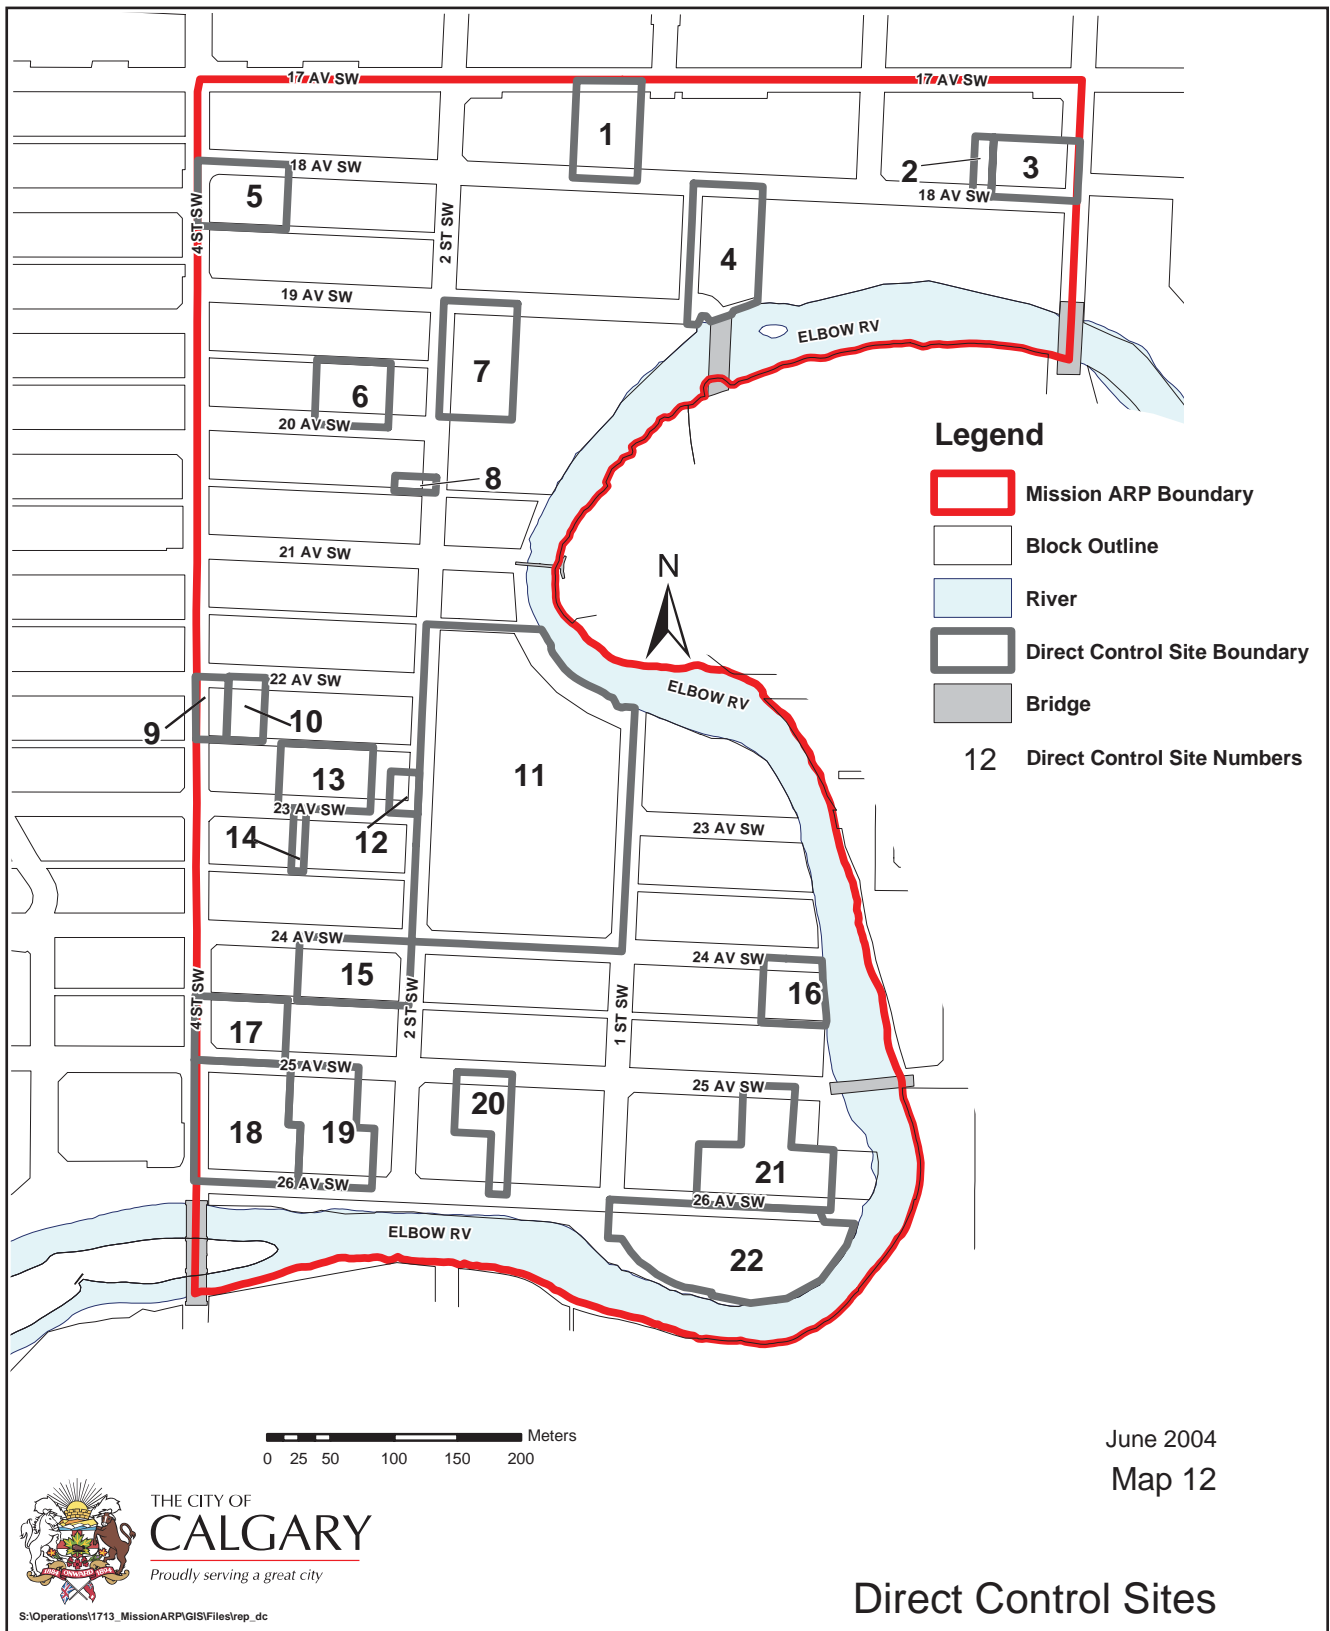 17 AV SW
17 AV SW
1
2
3
18 AV SW
18 AV SW
5
4 ST SW
2 ST SW
4
19 AV SW
ELBOW RV
7
6
20 AV SW
8
21 AV SW
N
Legend
Mission ARP Boundary
Block Outline
River
Direct Control Site Boundary
Bridge
12 Direct Control Site Numbers
22 AV SW
ELBOW RV
9
10
11
13
23 AV SW
12
14
23 AV SW
24 AV SW
24 AV SW
15
16
4 ST SW
2 ST SW
1 ST SW
17
25 AV SW
25 AV SW
18
19
20
21
26 AV SW
26 AV SW
ELBOW RV
22
Meters
0 25 50 100 150 200
June 2004
Map 12
THE CITY OF
CALGARY
Proudly serving a great city
1884 ONWARD 1894
S:\Operations\1713_MissionARP\GIS\Files\rep_dc
Direct Control Sites